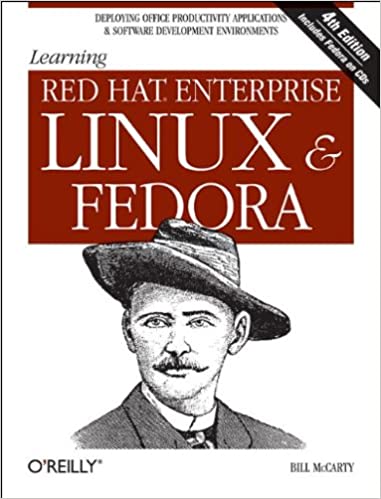 DEPLOYING OFFICE PRODUCTIVITY APPLICATIONS
& SOFTWARE DEVELOPMENT ENVIRONMENTS
4th Edition
Includes Fedora on CDs
Learning
RED HAT® ENTERPRISE
LINUX &
FEDORA
O'REILLY®
BILL McCARTY